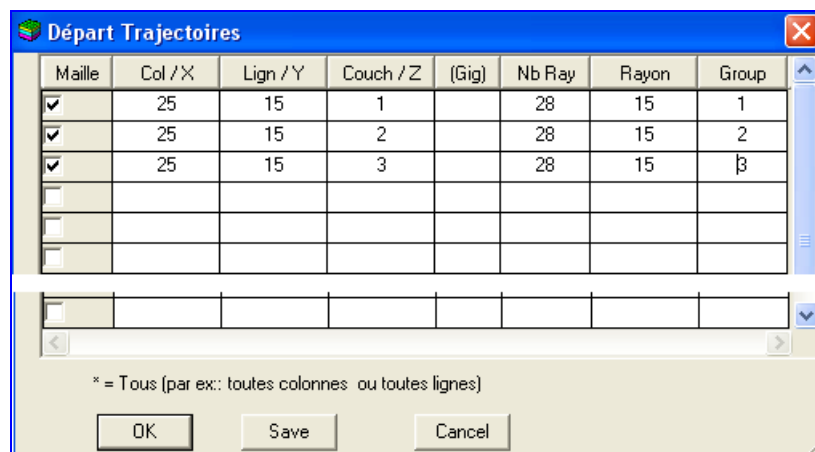 Départ Trajectoires
Maille Col / X Lign / Y Couch / Z (Gig) Nb Ray Rayon Group
25 15 1 28 15 1
25 15 2 28 15 2
25 15 3 28 15 3
* = Tous (par ex:: toutes colonnes ou toutes lignes)
OK Save Cancel